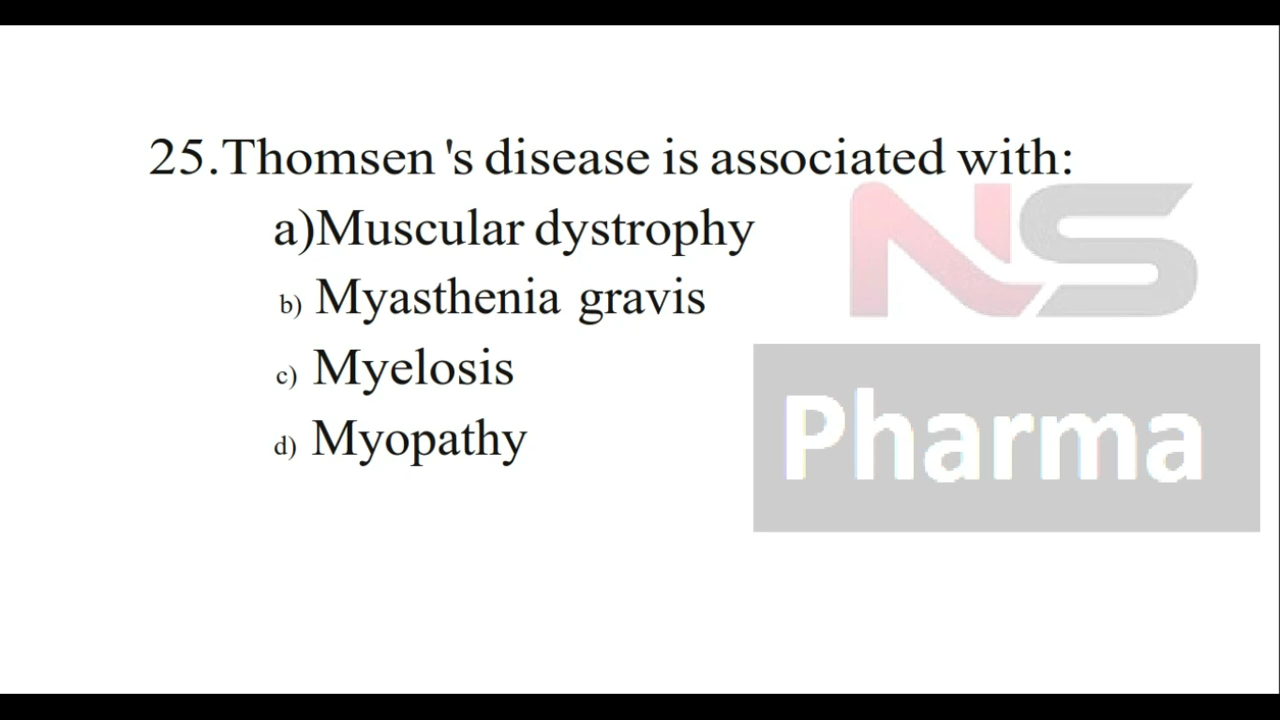 25.Thomsen 's disease is associated with:
a)Muscular dystrophy
b) Myasthenia gravis
c) Myelosis
d) Myopathy
NS
Pharma